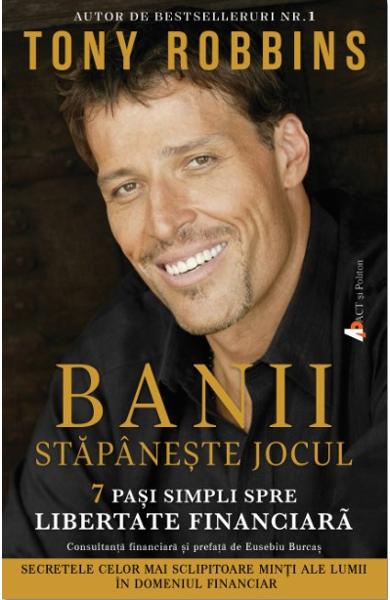 AUTOR DE BESTSELLERURI NR.1
TONY ROBBINS
ACT și Politon
BANII
STĂPÂNEȘTE JOCUL
7 PAȘI SIMPLI SPRE
LIBERTATE FINANCIARÃ
Consultanță financiară și prefață de Eusebiu Burcaș
SECRETELE CELOR MAI SCLIPITOARE MINȚI ALE LUMII
ÎN DOMENIUL FINANCIAR